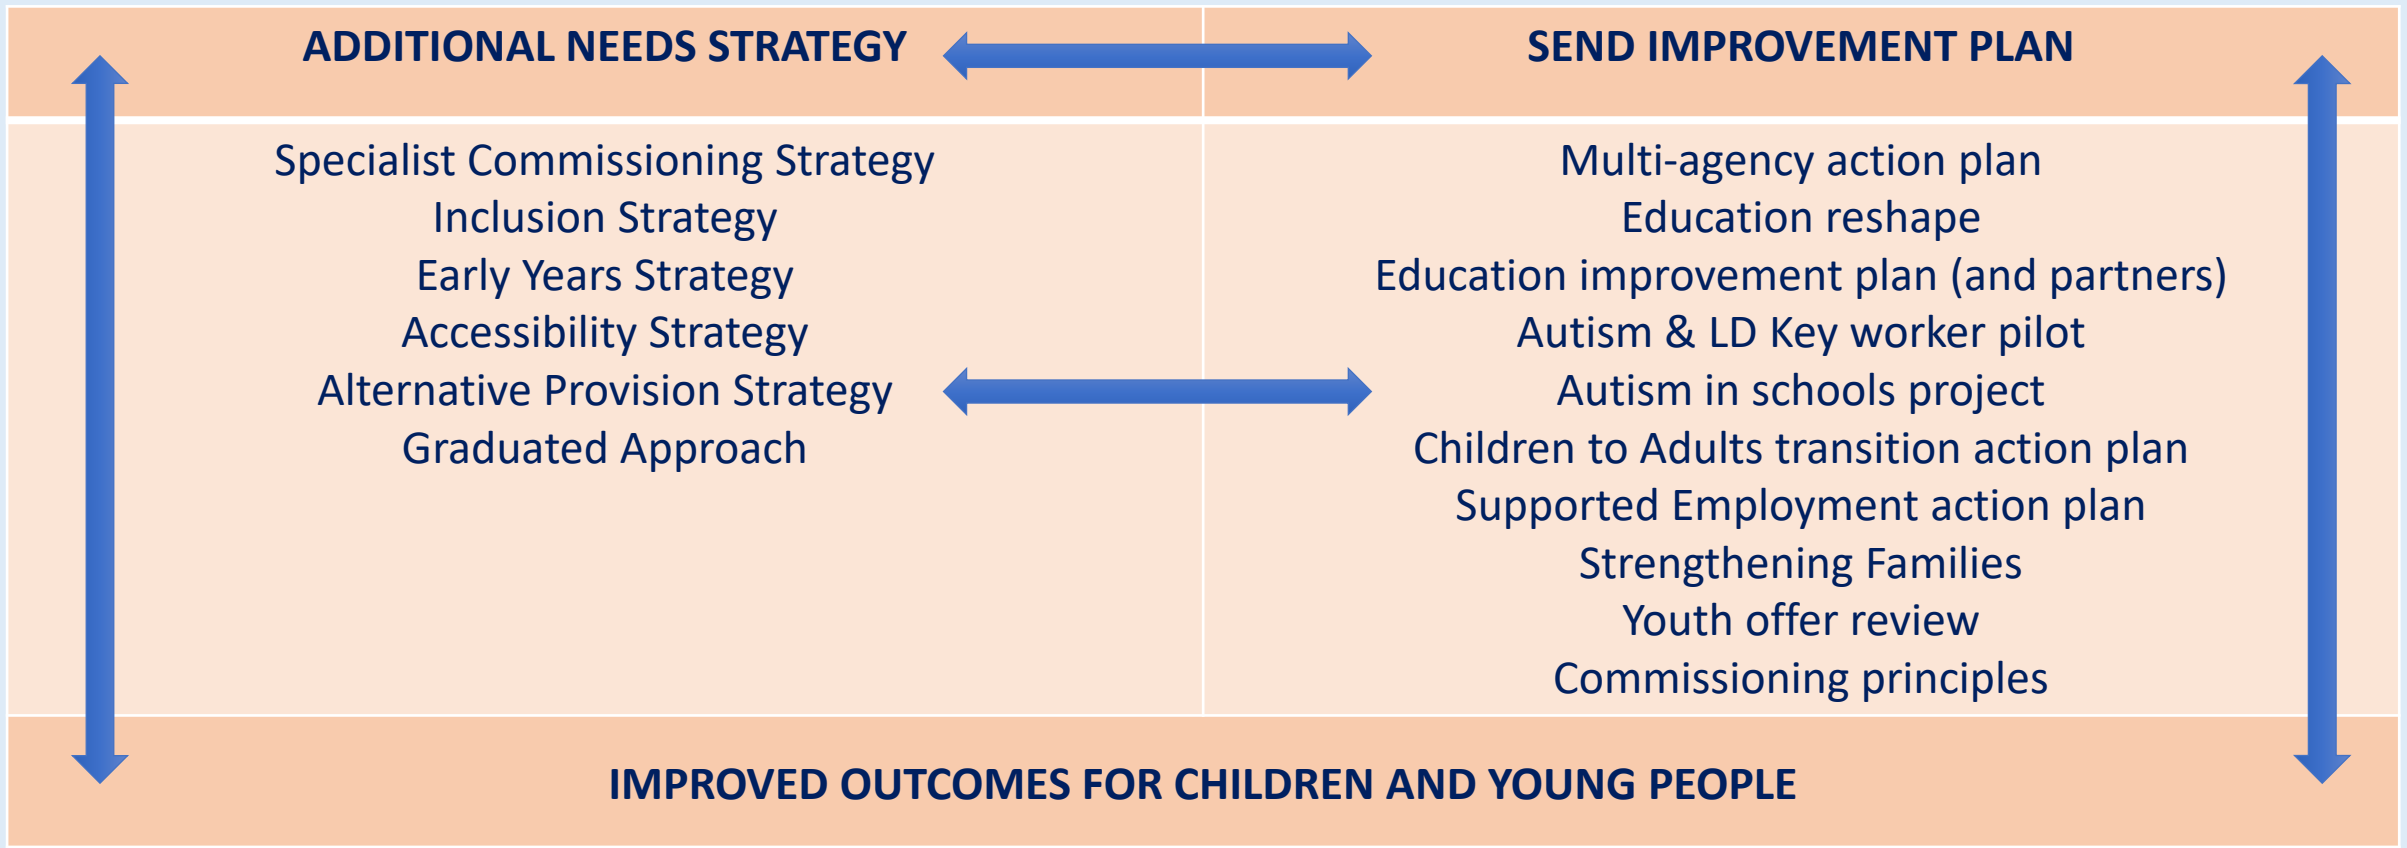 ADDITIONAL NEEDS STRATEGY
SEND IMPROVEMENT PLAN
Specialist Commissioning Strategy
Inclusion Strategy
Early Years Strategy
Accessibility Strategy
Alternative Provision Strategy
Graduated Approach
Multi-agency action plan
Education reshape
Education improvement plan (and partners)
Autism & LD Key worker pilot
Autism in schools project
Children to Adults transition action plan
Supported Employment action plan
Strengthening Families
Youth offer review
Commissioning principles
IMPROVED OUTCOMES FOR CHILDREN AND YOUNG PEOPLE